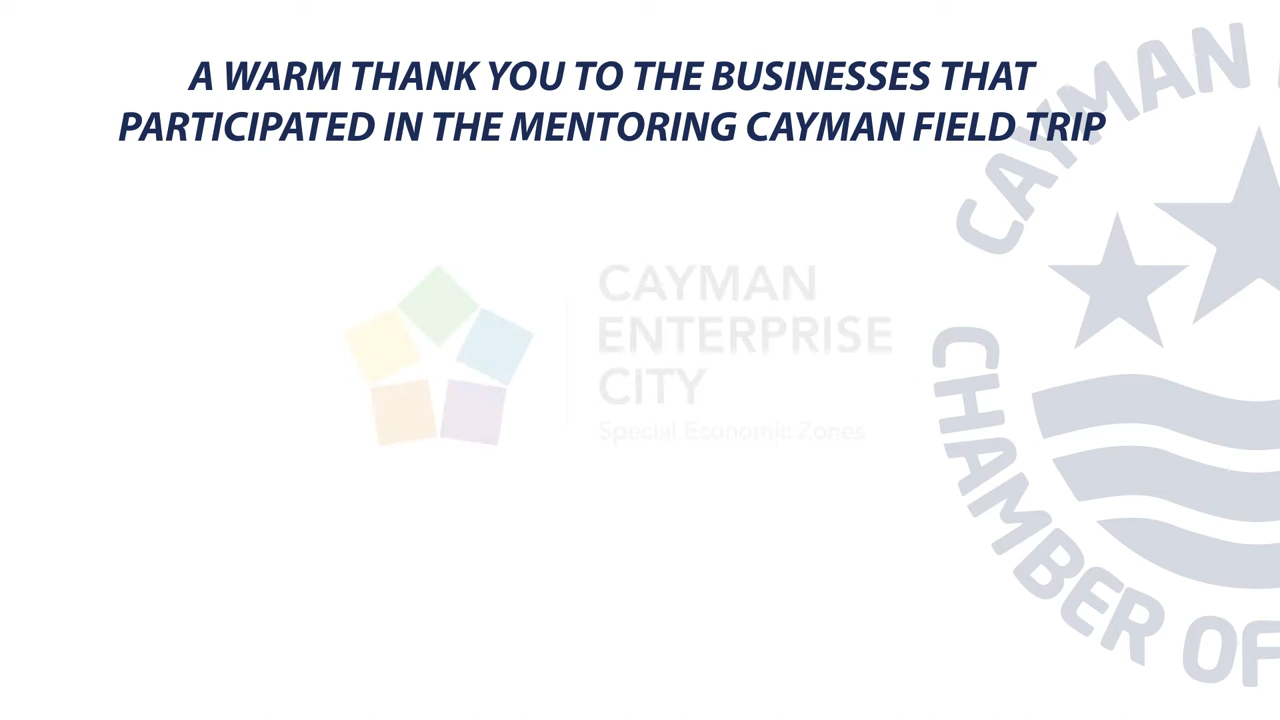 A WARM THANK YOU TO THE BUSINESSES THAT
PARTICIPATED IN THE MENTORING CAYMAN FIELD TRIP
CAYMAN
ENTERPRISE
CITY
Special Economic Zones
CAYMAN
CHAMBER OF